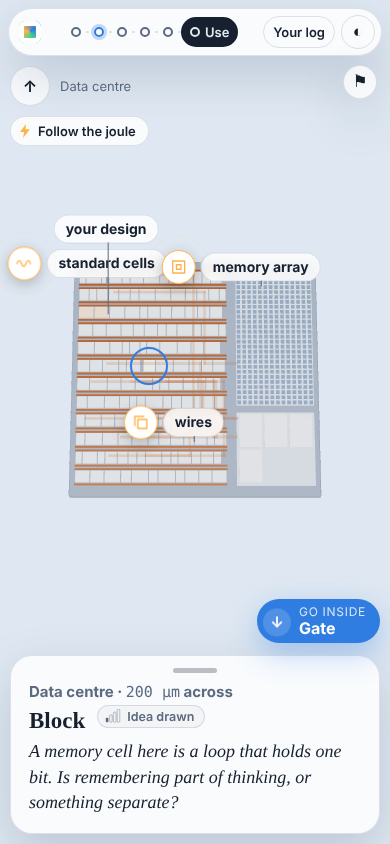 Use
Your log
Data centre
Follow the joule
your design
standard cells
memory array
wires
GO INSIDE
Gate
Data centre · 200 µm across
Block
Idea drawn
A memory cell here is a loop that holds one
bit. Is remembering part of thinking, or
something separate?